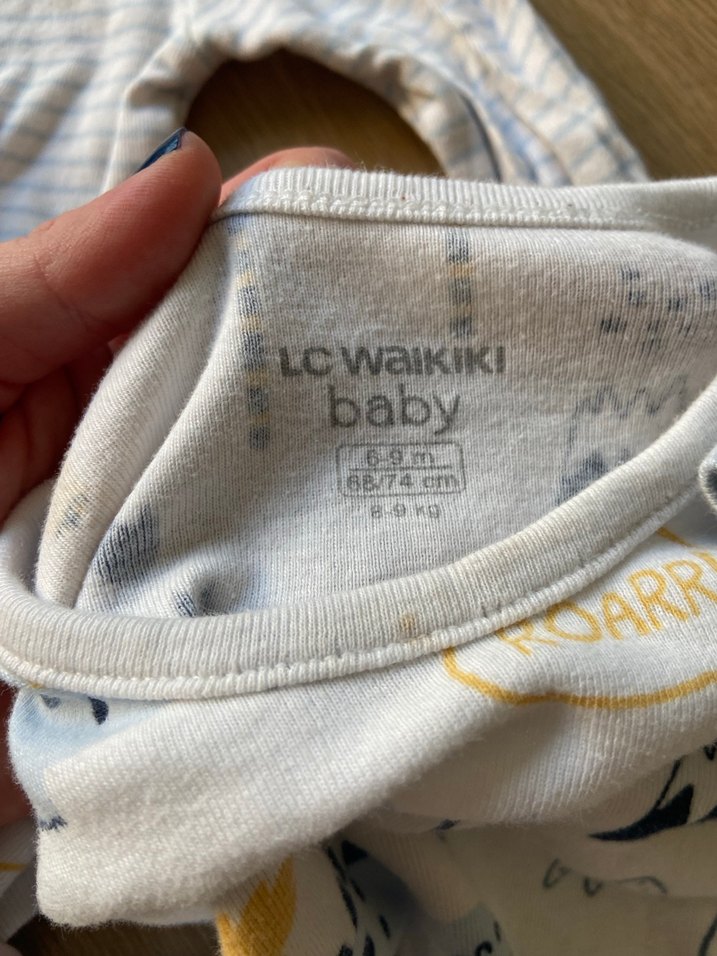 LC WAIKIKI
baby
6-9 m
68/74 cm
8-9 kg
ROARR